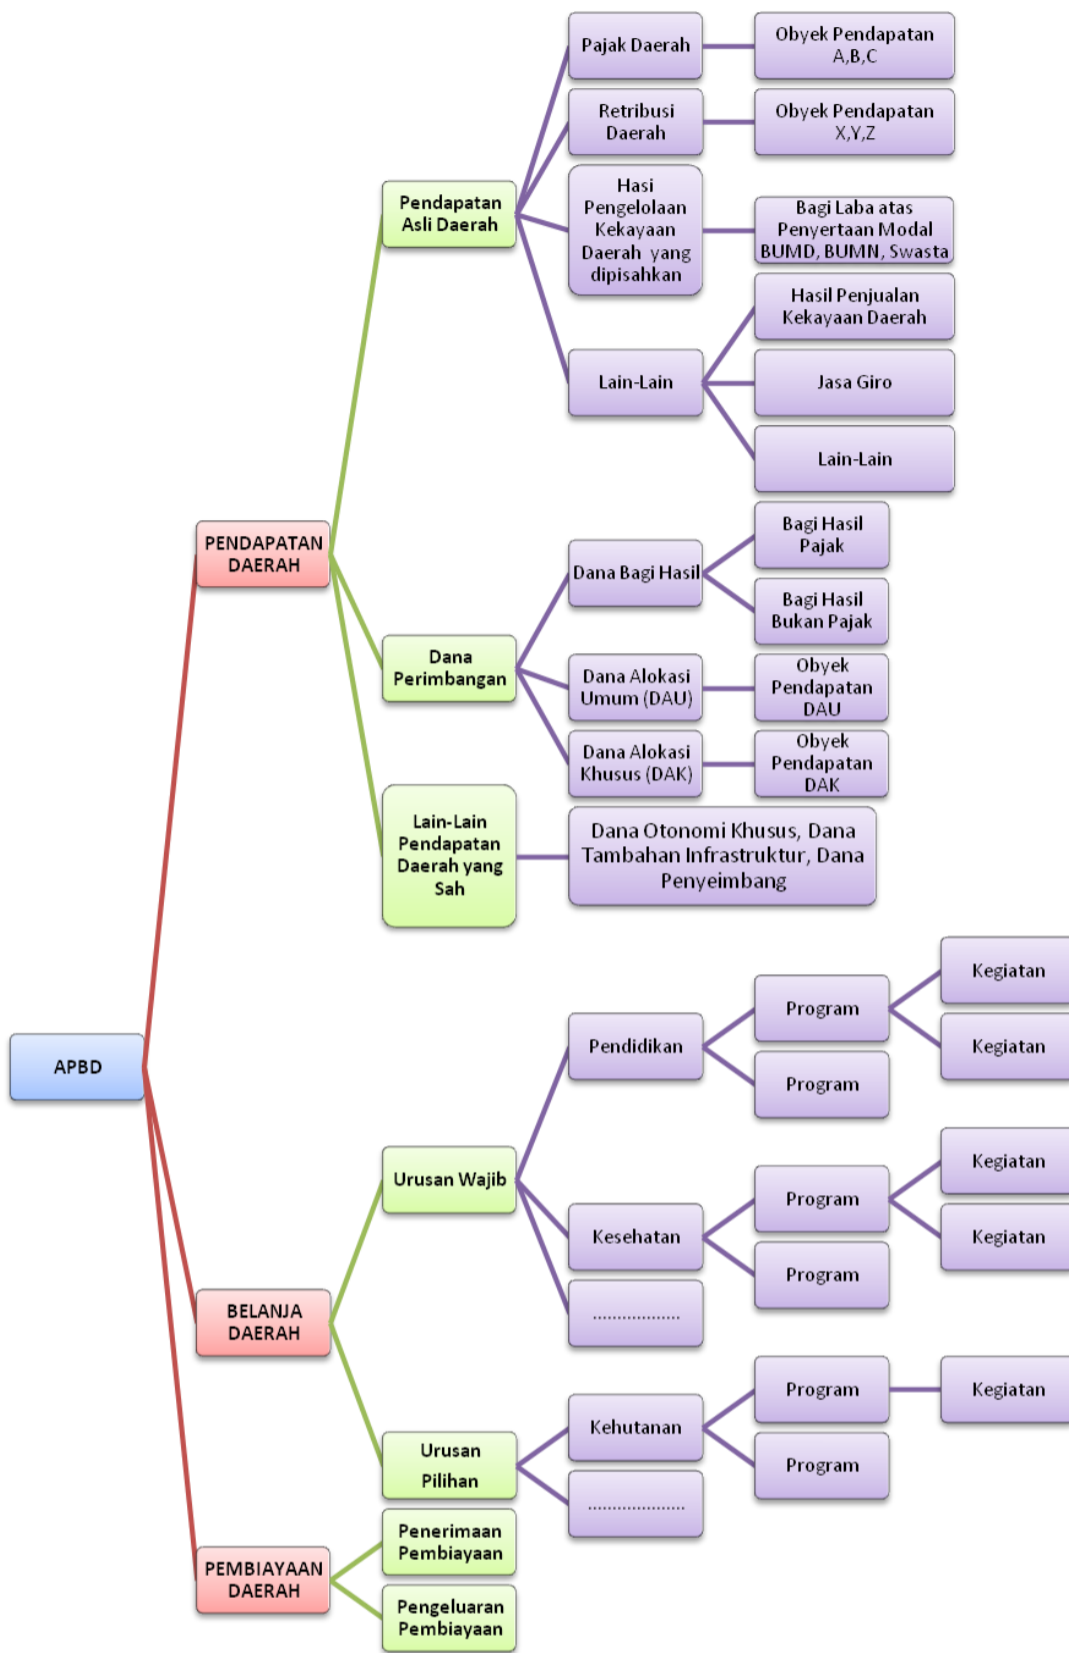 Pajak Daerah
Obyek Pendapatan
A,B,C
Retribusi
Daerah
Obyek Pendapatan
X,Y,Z
Pendapatan
Asli Daerah
Hasi
Pengelolaan
Kekayaan
Daerah yang
dipisahkan
Bagi Laba atas
Penyertaan Modal
BUMD, BUMN, Swasta
Lain-Lain
Hasil Penjualan
Kekayaan Daerah
Jasa Giro
Lain-Lain
PENDAPATAN
DAERAH
Dana Bagi Hasil
Bagi Hasil
Pajak
Bagi Hasil
Bukan Pajak
Dana
Perimbangan
Dana Alokasi
Umum (DAU)
Obyek
Pendapatan
DAU
Dana Alokasi
Khusus (DAK)
Obyek
Pendapatan
DAK
Lain-Lain
Pendapatan
Daerah yang
Sah
Dana Otonomi Khusus, Dana
Tambahan Infrastruktur, Dana
Penyeimbang
APBD
Pendidikan
Program
Kegiatan
Kegiatan
Program
Urusan Wajib
Kesehatan
Program
Kegiatan
Kegiatan
Program
...................
BELANJA
DAERAH
Urusan
Pilihan
Kehutanan
Program
Kegiatan
Program
.....................
PEMBIAYAAN
DAERAH
Penerimaan
Pembiayaan
Pengeluaran
Pembiayaan